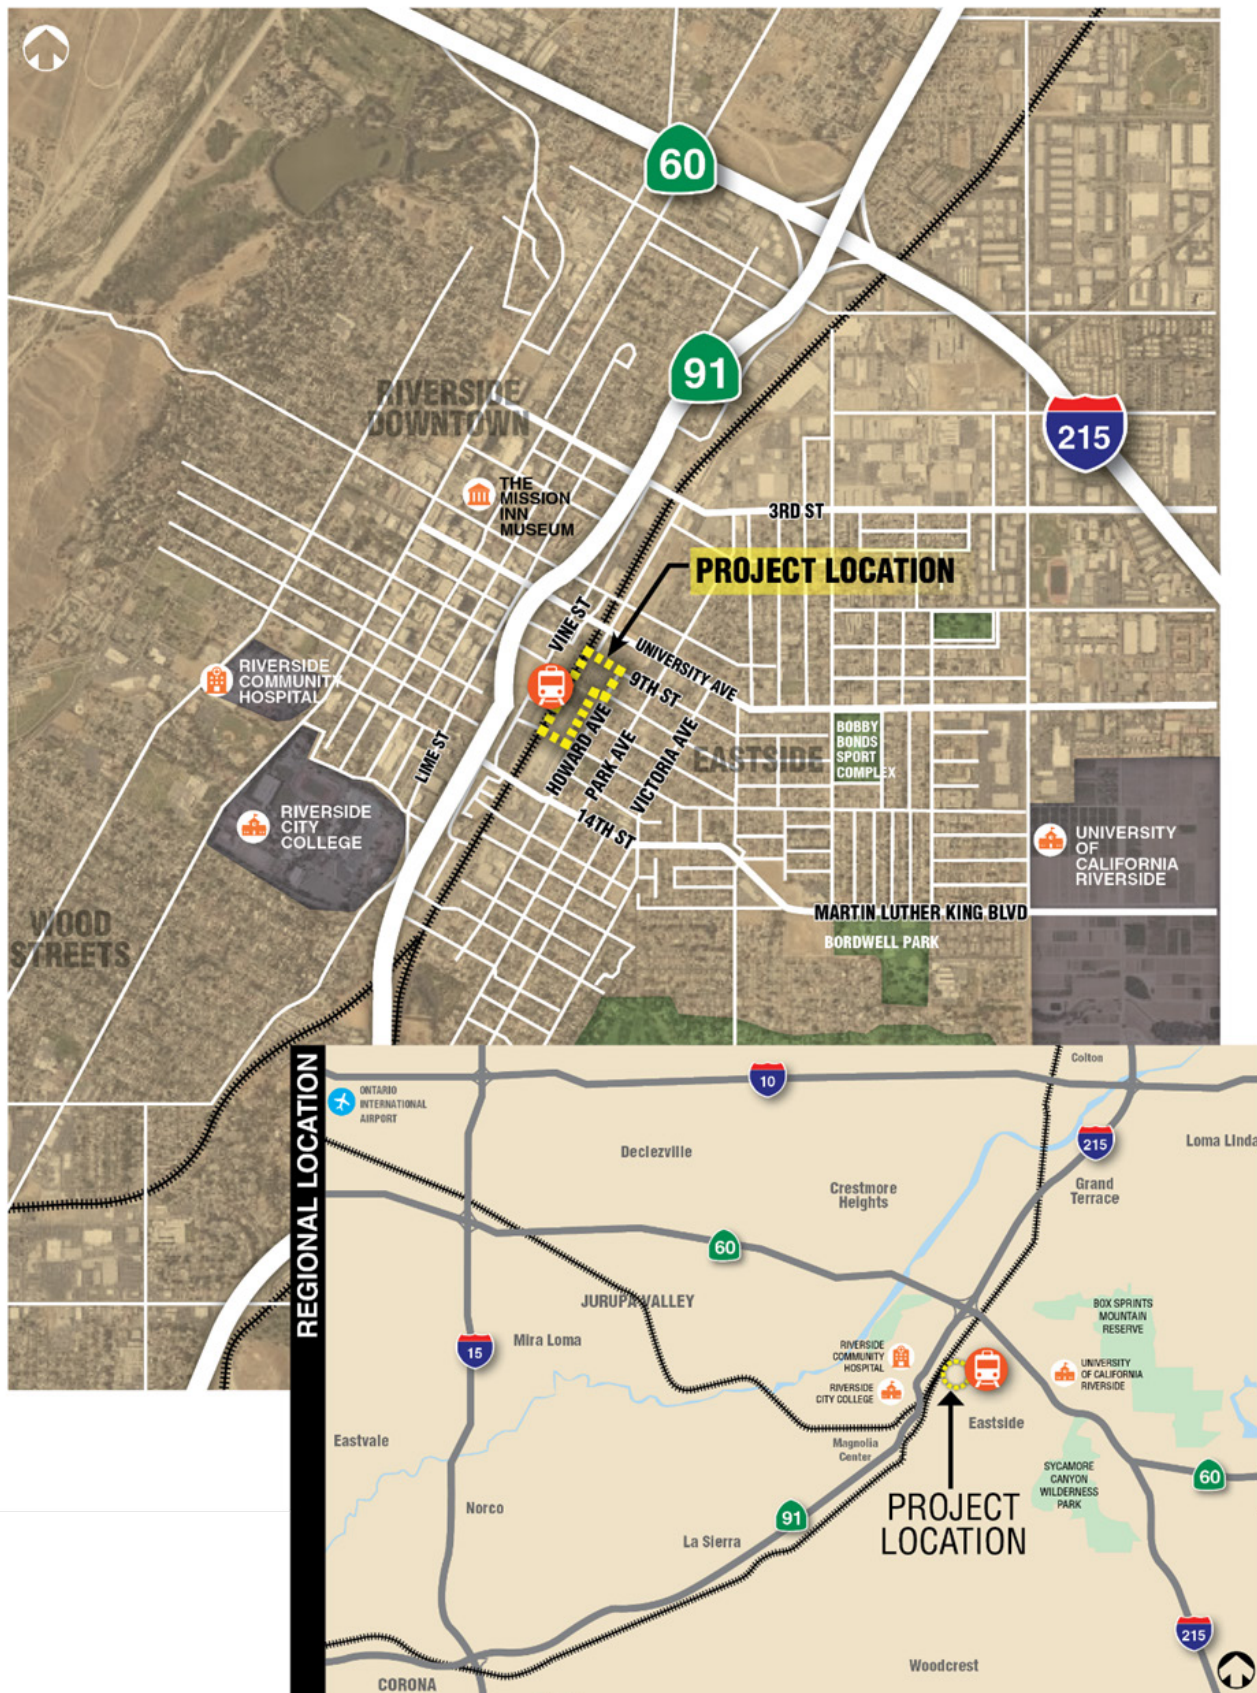 60
91
215
RIVERSIDE/
DOWNTOWN
THE
MISSION
INN
MUSEUM
3RD ST
PROJECT LOCATION
VINE ST
UNIVERSITY AVE
9TH ST
RIVERSIDE
COMMUNITY
HOSPITAL
LIME ST
HOWARD AVE
PARK AVE
VICTORIA AVE
EASTSIDE
BOBBY
BONDS
SPORT
COMPLEX
14TH ST
RIVERSIDE
CITY
COLLEGE
UNIVERSITY
OF
CALIFORNIA
RIVERSIDE
WOOD
STREETS
MARTIN LUTHER KING BLVD
BORDWELL PARK
REGIONAL LOCATION
ONTARIO
INTERNATIONAL
AIRPORT
10
Colton
215
Loma Linda
Declezville
Crestmore
Heights
Grand
Terrace
60
JURUPA VALLEY
BOX SPRINTS
MOUNTAIN
RESERVE
Mira Loma
15
RIVERSIDE
COMMUNITY
HOSPITAL
RIVERSIDE
CITY COLLEGE
UNIVERSITY
OF CALIFORNIA
RIVERSIDE
Eastvale
Magnolia
Center
Eastside
SYCAMORE
CANYON
WILDERNESS
PARK
60
Norco
91
PROJECT
LOCATION
La Sierra
215
Woodcrest
CORONA